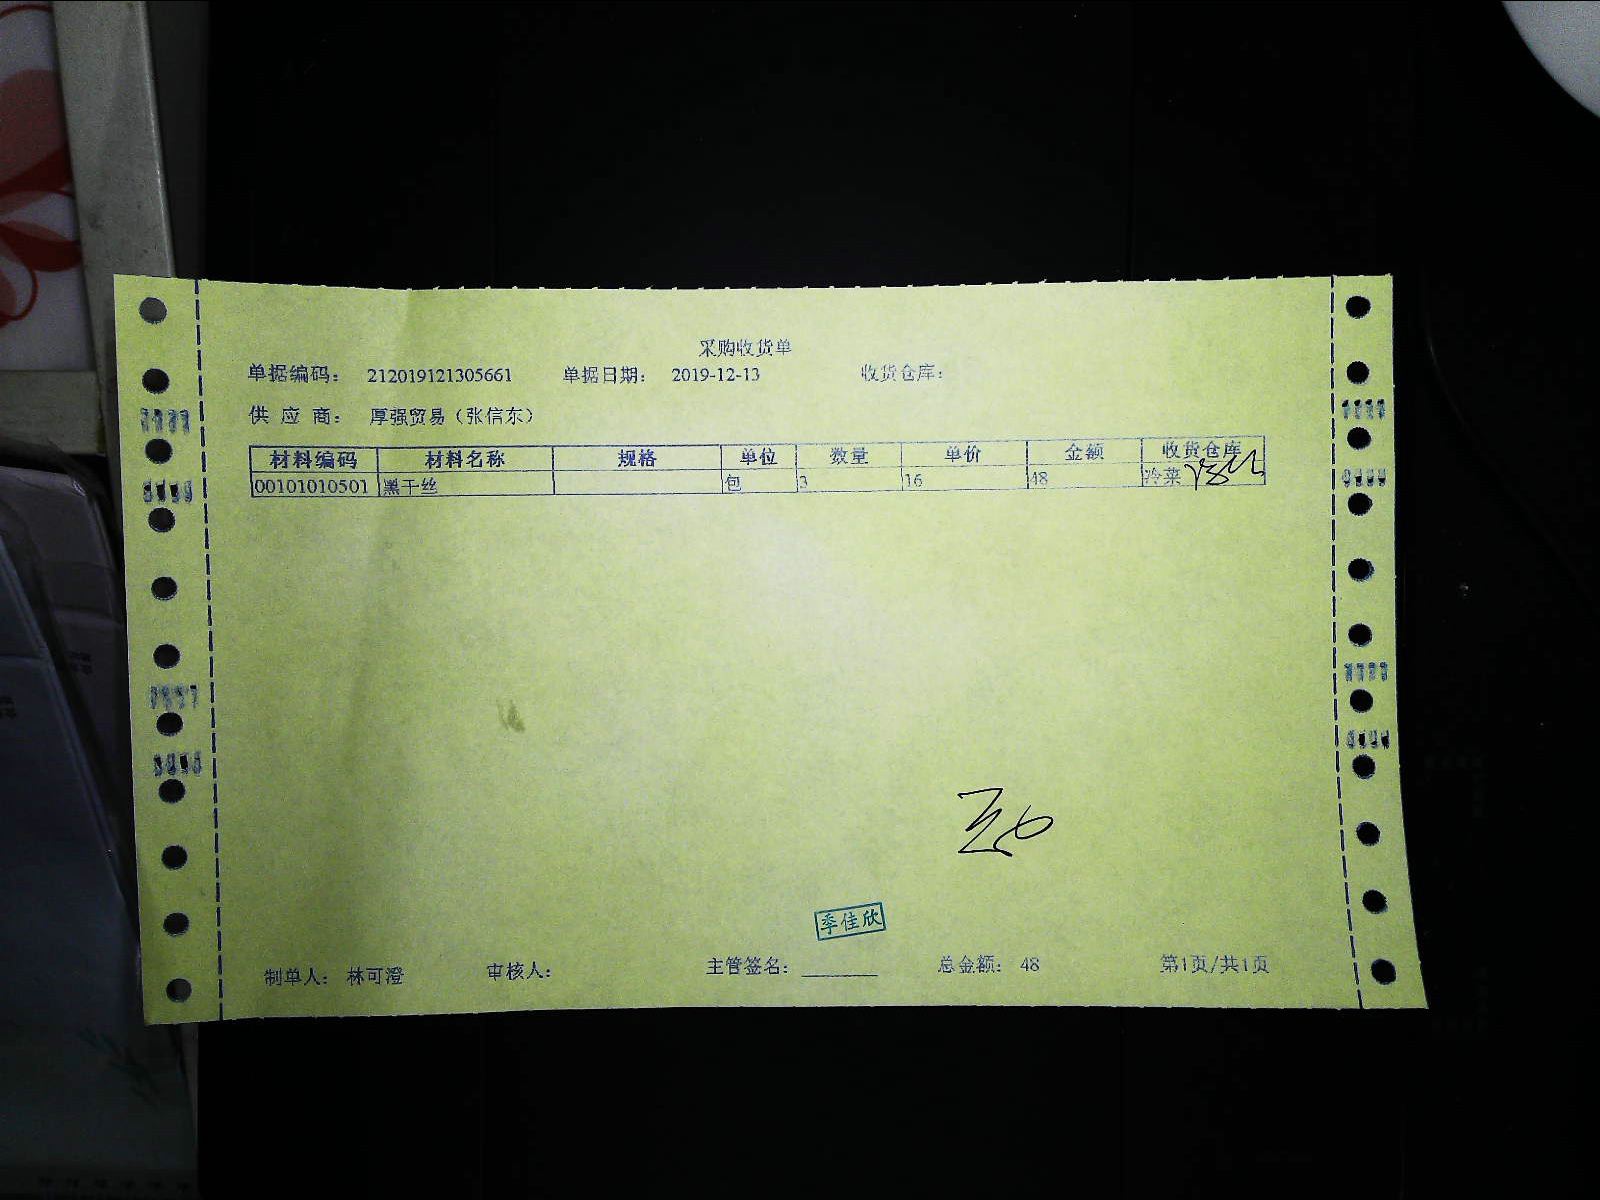 采购收货单
单据编码： 212019121305661 单据日期： 2019-12-13 收货仓库：
供 应 商： 厚强贸易（张信东）
材料编码 材料名称 规格 单位 数量 单价 金额 收货仓库
00101010501 黑干丝 包 3 16 48 冷菜
季佳欣
制单人： 林可澄 审核人： 主管签名：________ 总金额： 48 第1页/共1页